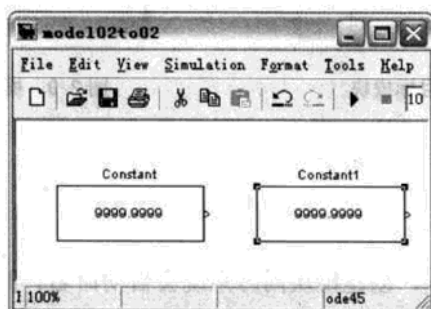 model02to02
File Edit View Simulation Format Tools Help
10
Constant Constant1
9999.9999 9999.9999
100% ode45